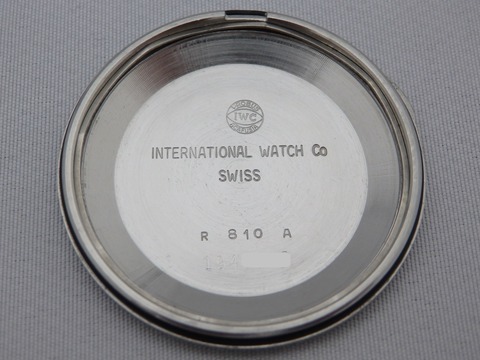 IWC
INTERNATIONAL WATCH Co
SWISS
R 810 A